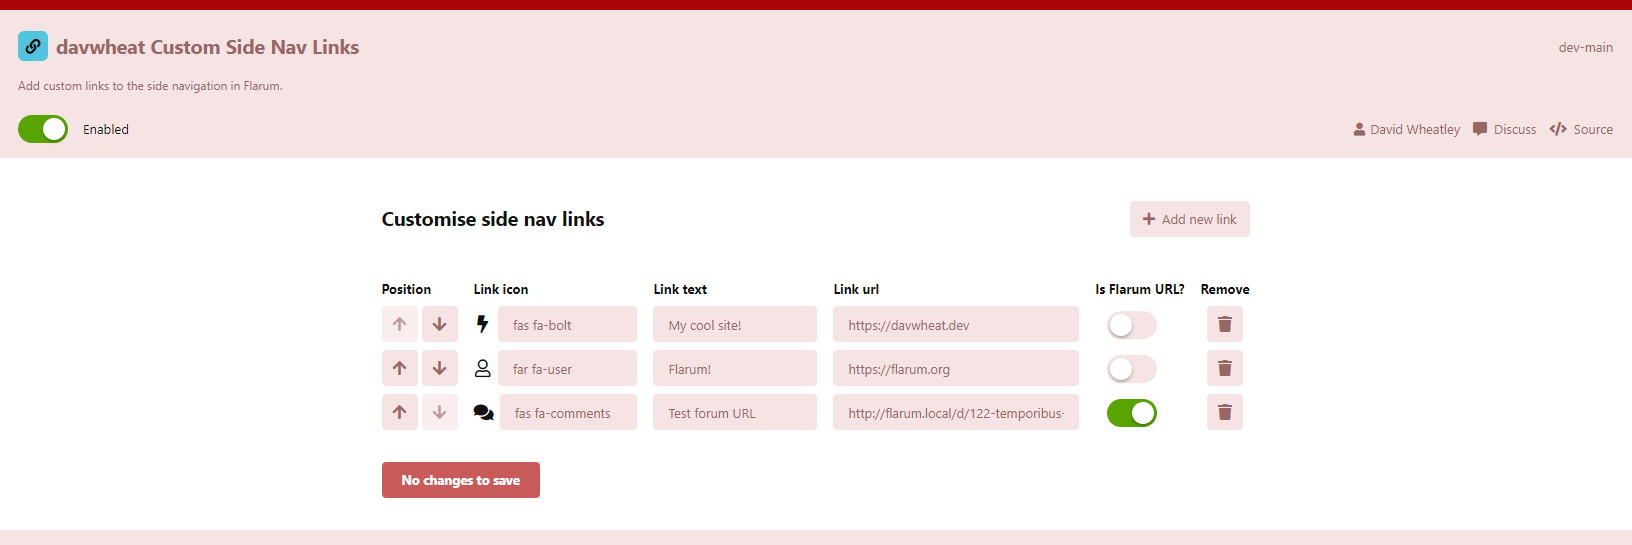 davwheat Custom Side Nav Links
dev-main
Add custom links to the side navigation in Flarum.
Enabled
David Wheatley Discuss Source
Customise side nav links
Add new link
Position Link icon Link text Link url Is Flarum URL? Remove
fas fa-bolt My cool site! https://davwheat.dev
far fa-user Flarum! https://flarum.org
fas fa-comments Test forum URL http://flarum.local/d/122-temporibus-
No changes to save